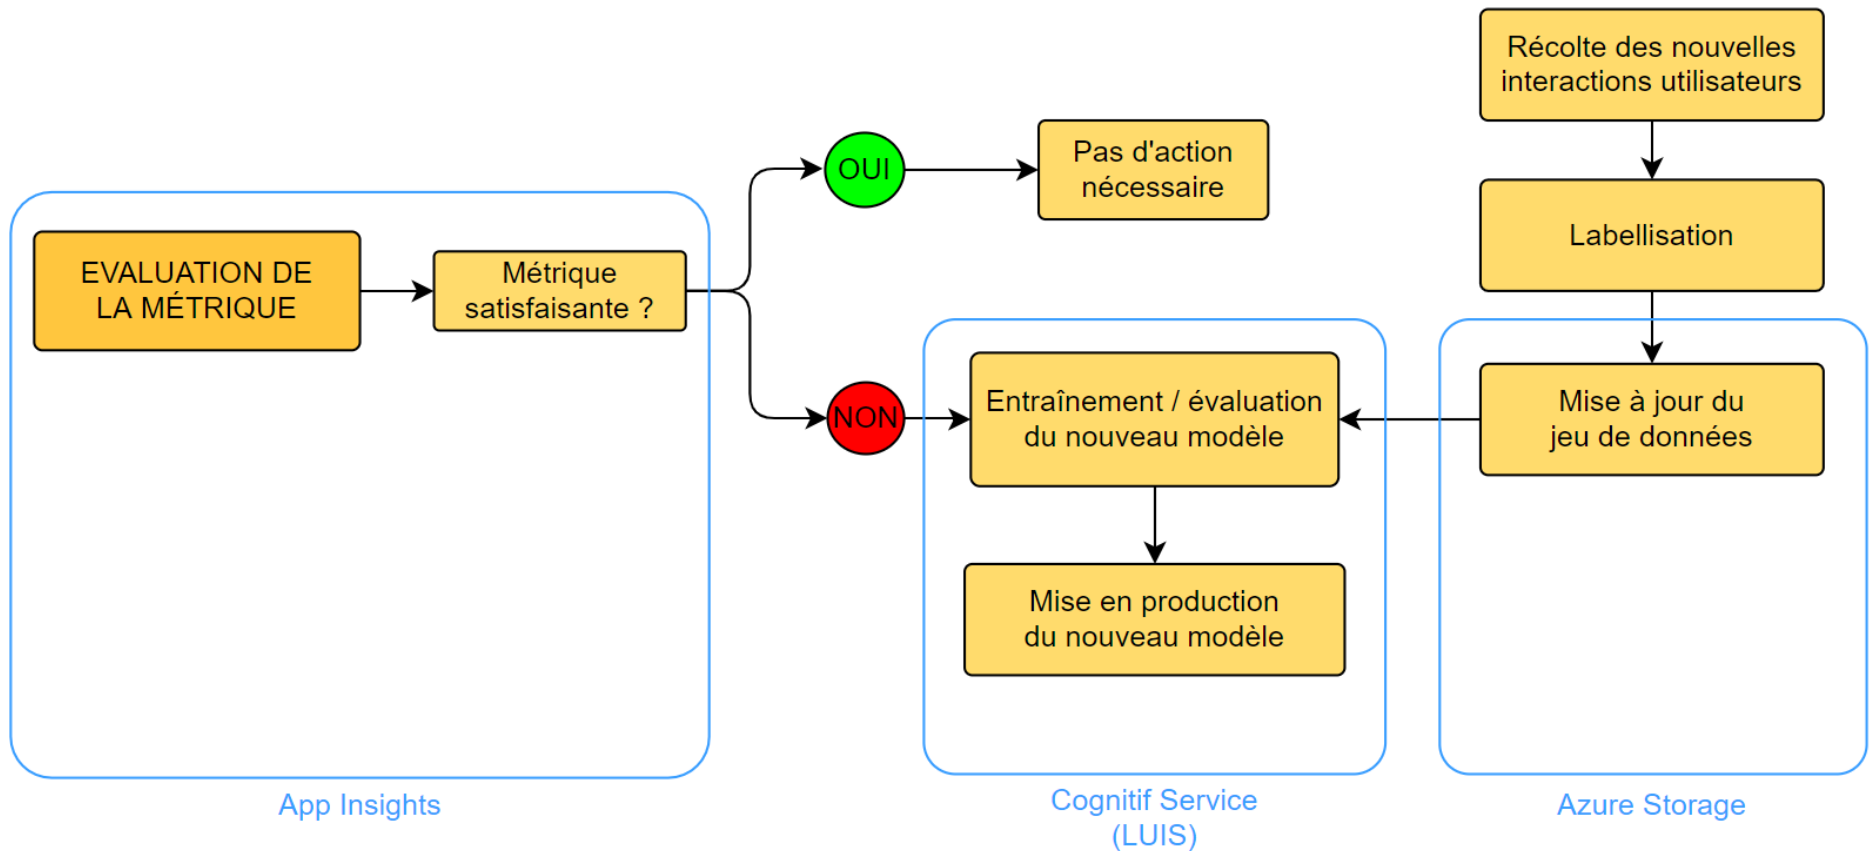 Récolte des nouvelles
interactions utilisateurs
OUI
Pas d'action
nécessaire
Labellisation
EVALUATION DE
LA MÉTRIQUE
Métrique
satisfaisante ?
NON
Entraînement / évaluation
du nouveau modèle
Mise à jour du
jeu de données
Mise en production
du nouveau modèle
App Insights
Cognitif Service
(LUIS)
Azure Storage